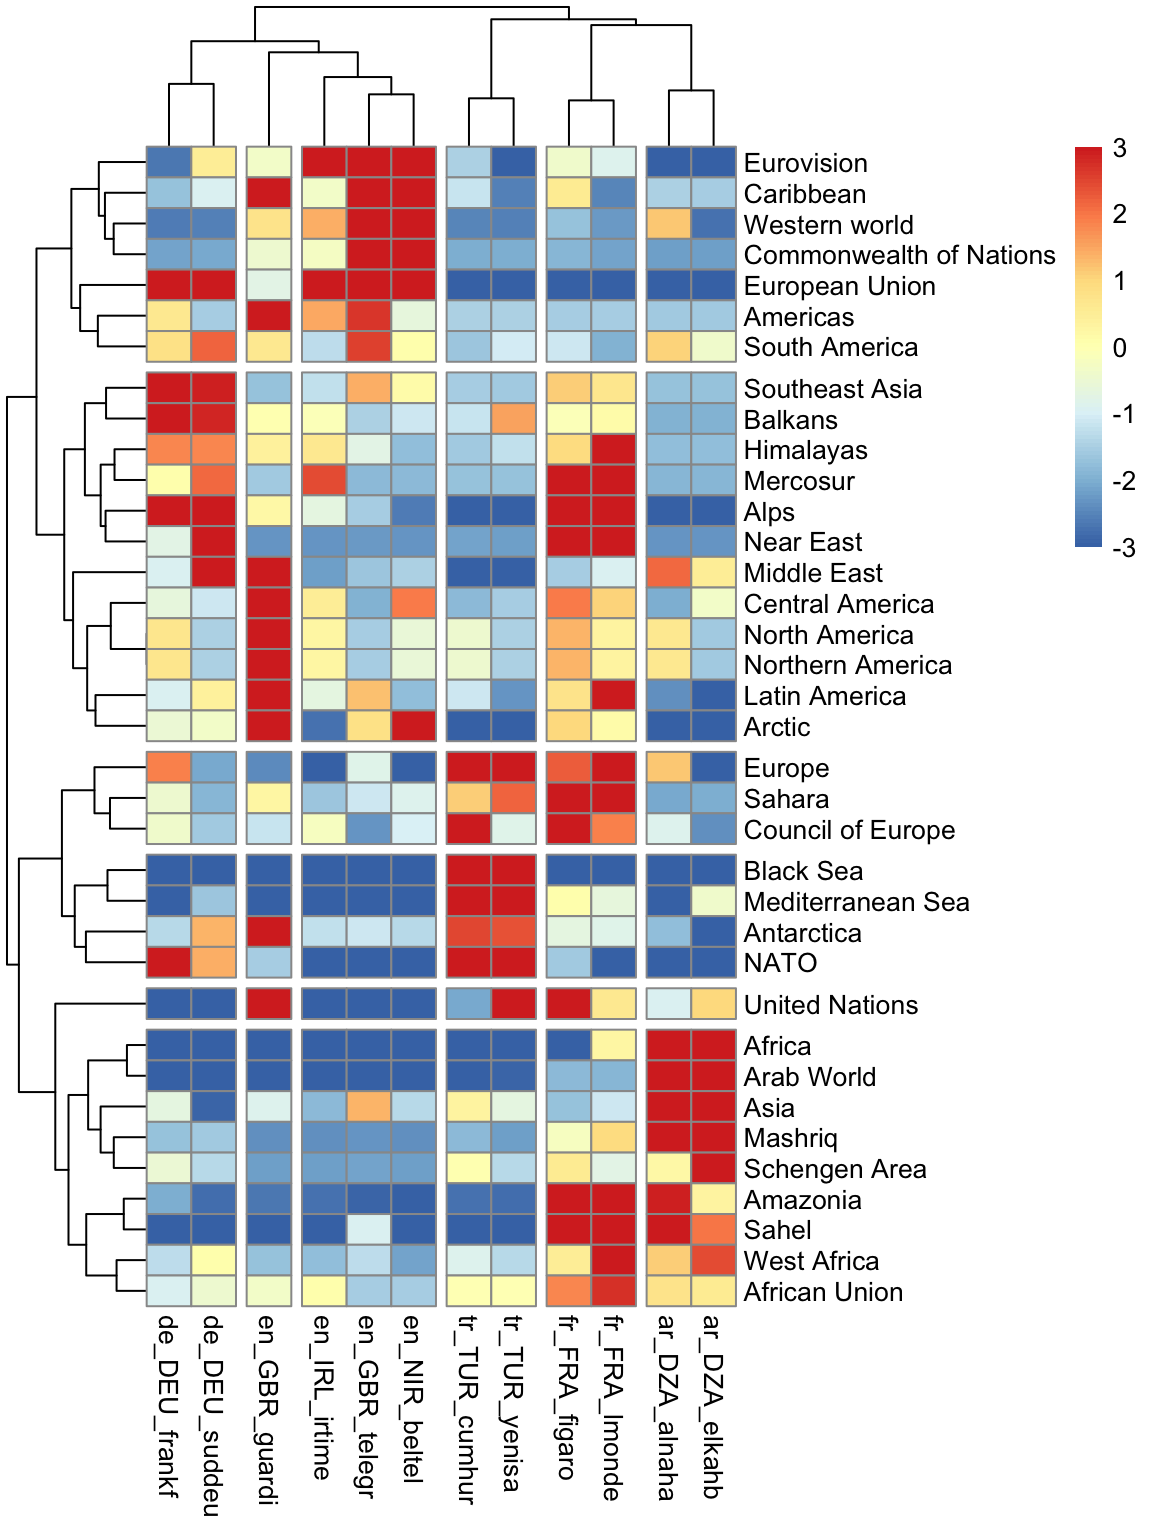 Eurovision
Caribbean
Western world
Commonwealth of Nations
European Union
Americas
South America
Southeast Asia
Balkans
Himalayas
Mercosur
Alps
Near East
Middle East
Central America
North America
Northern America
Latin America
Arctic
Europe
Sahara
Council of Europe
Black Sea
Mediterranean Sea
Antarctica
NATO
United Nations
Africa
Arab World
Asia
Mashriq
Schengen Area
Amazonia
Sahel
West Africa
African Union
3
2
1
0
-1
-2
-3
de_DEU_frankf
de_DEU_suddeu
en_GBR_guardi
en_IRL_irtime
en_GBR_telegr
en_NIR_beltel
tr_TUR_cumhur
tr_TUR_yenisa
fr_FRA_figaro
fr_FRA_lmonde
ar_DZA_alnaha
ar_DZA_elkahb